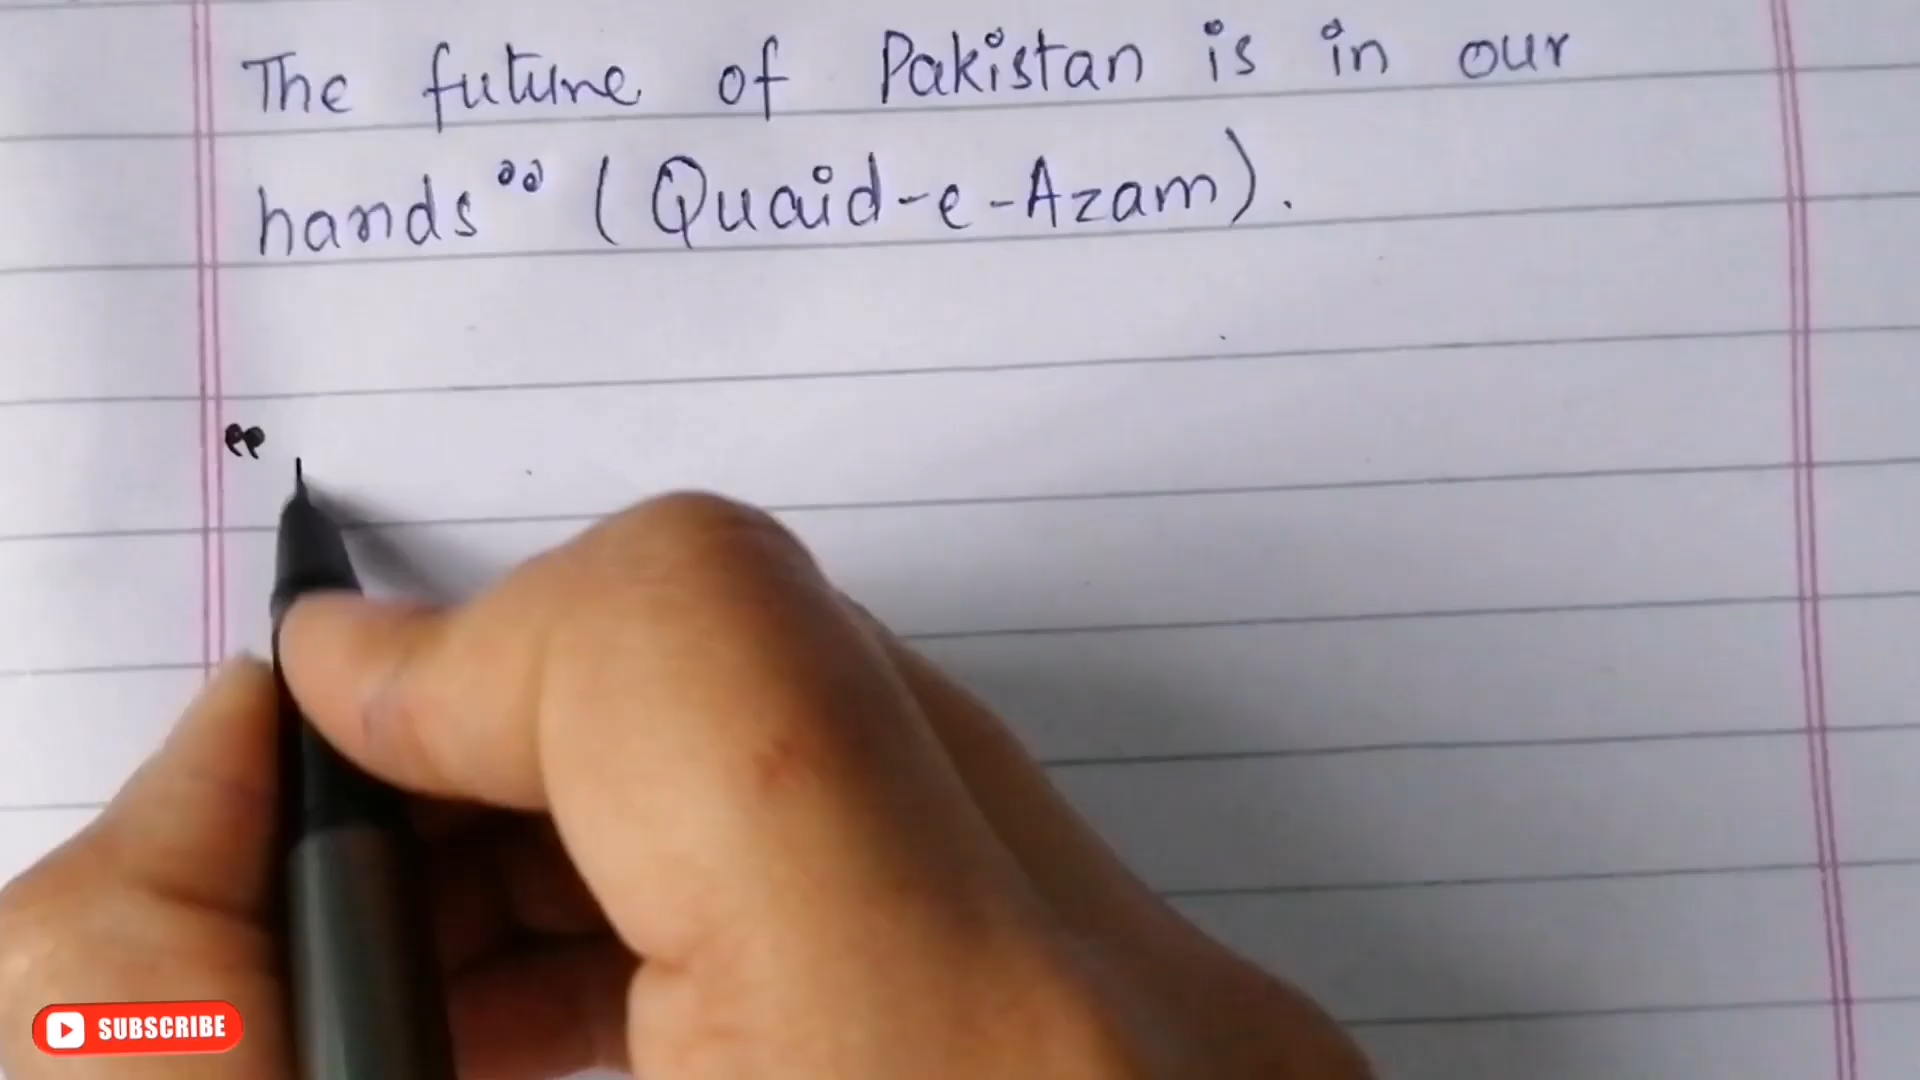 The future of Pakistan is in our
hands" (Quaid-e-Azam).
"
SUBSCRIBE